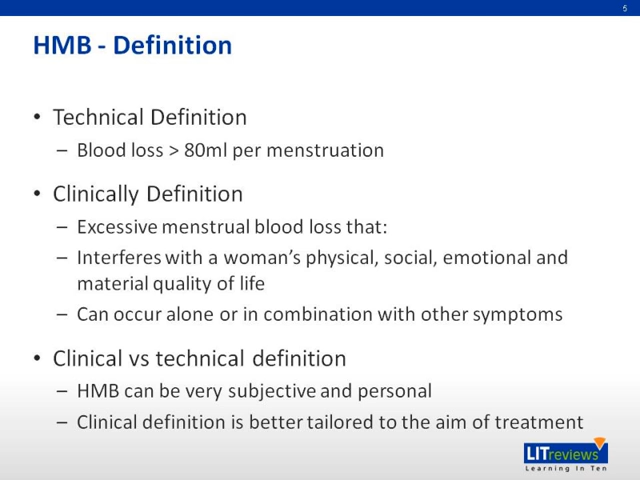 5
HMB - Definition
• Technical Definition
– Blood loss > 80ml per menstruation
• Clinically Definition
– Excessive menstrual blood loss that:
– Interferes with a woman’s physical, social, emotional and
material quality of life
– Can occur alone or in combination with other symptoms
• Clinical vs technical definition
– HMB can be very subjective and personal
– Clinical definition is better tailored to the aim of treatment
LITreviews
Learning In Ten